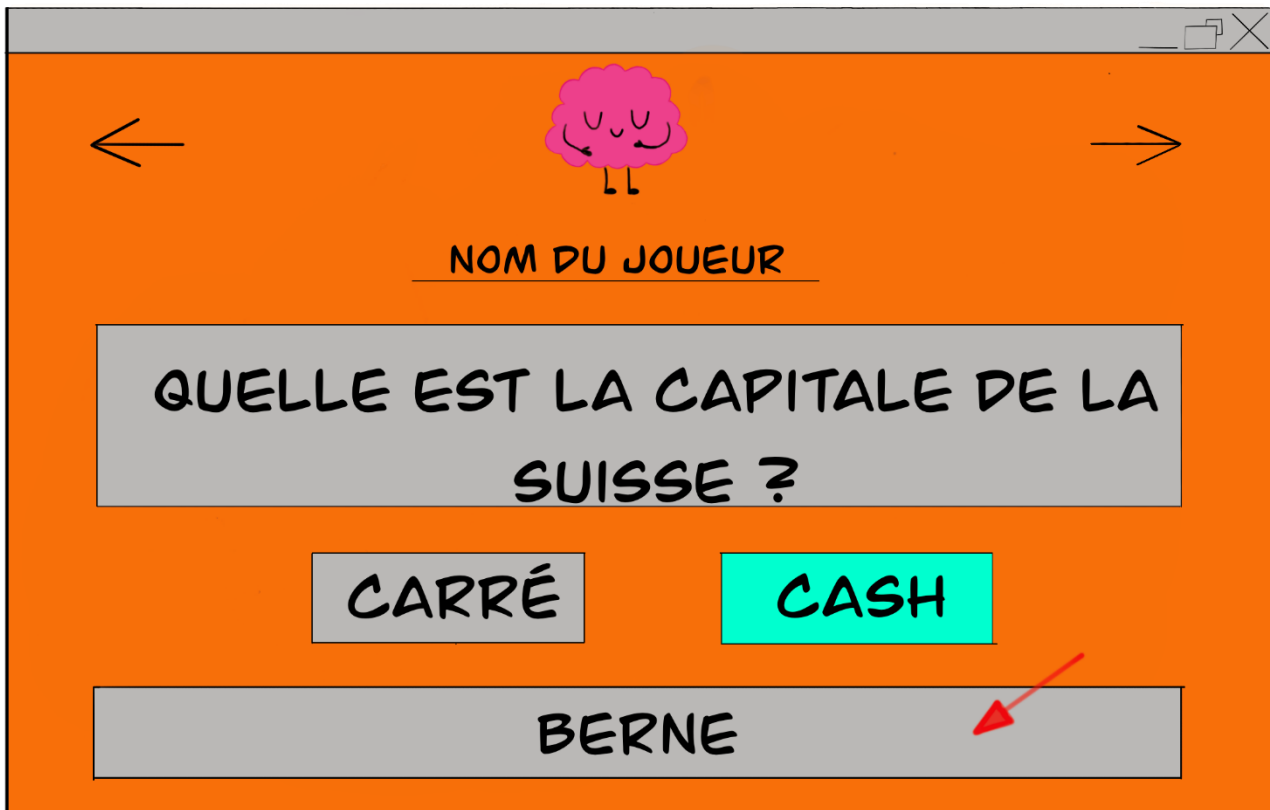 NOM DU JOUEUR
QUELLE EST LA CAPITALE DE LA
SUISSE ?
CARRÉ
CASH
BERNE